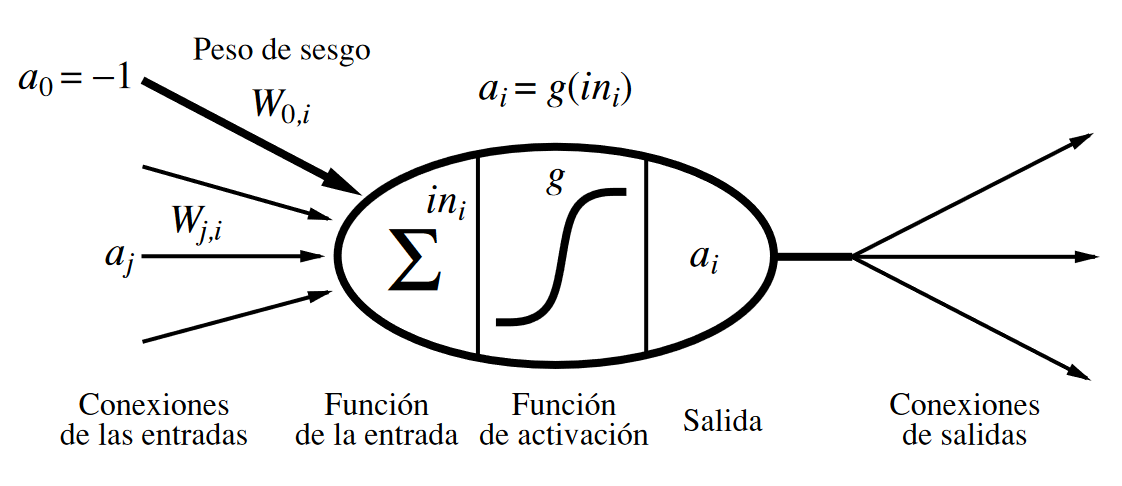 Peso de sesgo
a₀ = −1
W₀,ᵢ
aᵢ = g(inᵢ)
inᵢ
g
Wⱼ,ᵢ
aⱼ
Σ
aᵢ
Conexiones
de las entradas
Función
de la entrada
Función
de activación
Salida
Conexiones
de salidas